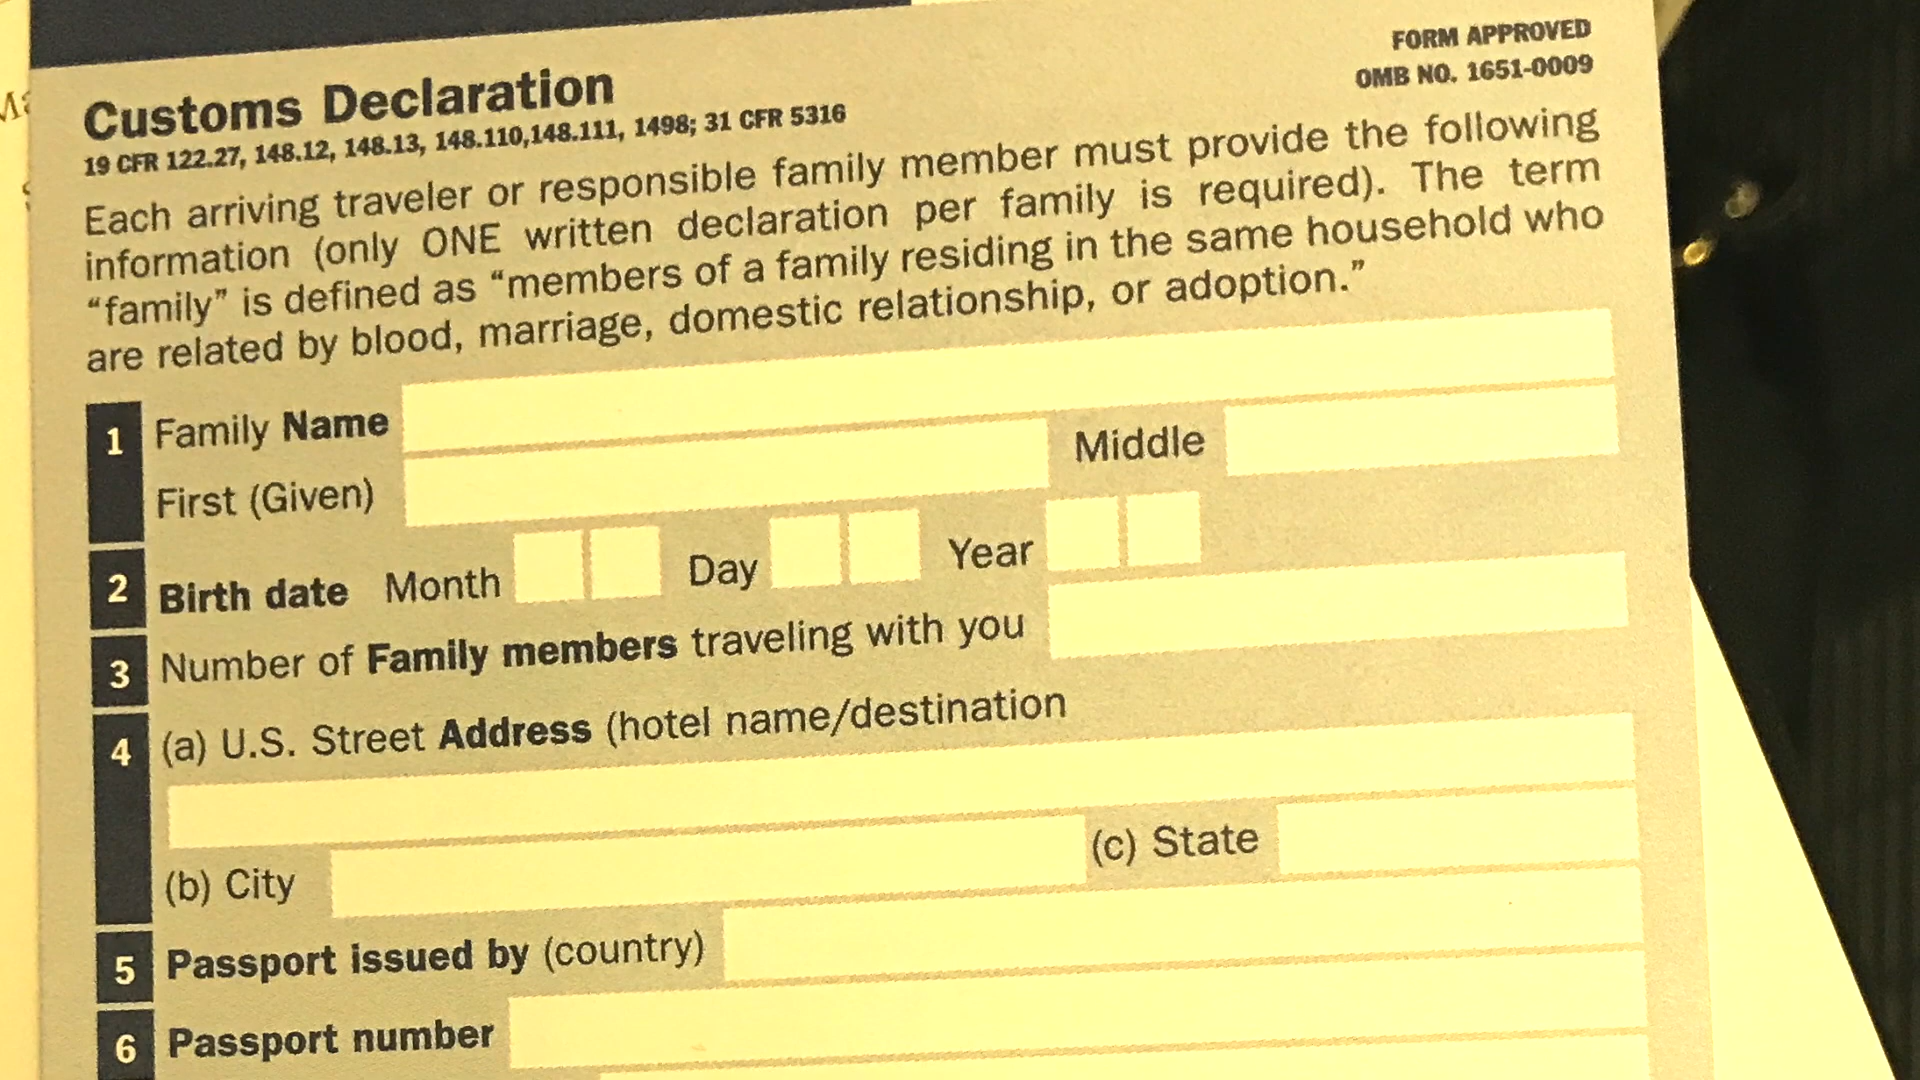 FORM APPROVED
OMB NO. 1651-0009
Customs Declaration
19 CFR 122.27, 148.12, 148.13, 148.110,148.111, 1498; 31 CFR 5316
Each arriving traveler or responsible family member must provide the following
information (only ONE written declaration per family is required). The term
“family” is defined as “members of a family residing in the same household who
are related by blood, marriage, domestic relationship, or adoption.”
1 Family Name
First (Given) Middle
2 Birth date Month Day Year
3 Number of Family members traveling with you
4 (a) U.S. Street Address (hotel name/destination
(b) City (c) State
5 Passport issued by (country)
6 Passport number